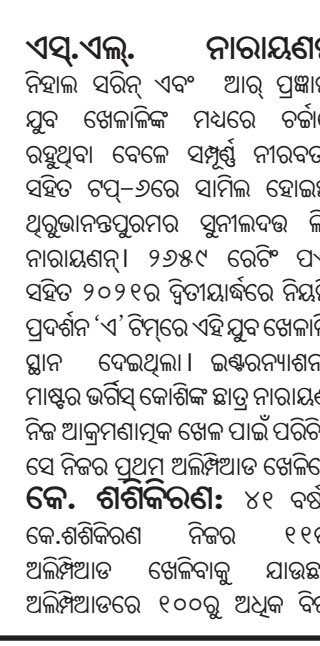 ଏସ୍.ଏଲ୍. ନାରାୟଣ
ନିହାଲ ସରିନ୍ ଏବଂ ଆର୍ ପ୍ରଜ୍ଞା
ଯୁବ ଖେଳାଳିଙ୍କ ମଧ୍ୟରେ ଚର୍ଚ୍ଚା
ରହୁଥିବା ବେଳେ ସମ୍ପୂର୍ଣ୍ଣ ନୀରବତ
ସହିତ ଟପ୍-୬ରେ ସାମିଲ ହୋଇ
ଥିରୁଭାନନ୍ତପୁରମର ସୁନୀଲଦତ୍ତ ଲି
ନାରାୟଣନ୍। ୨୬୫୯ ରେଟିଂ ପ
ସହିତ ୨୦୨୧ର ଦ୍ୱିତୀୟାର୍ଦ୍ଧରେ ନିୟ
ପ୍ରଦର୍ଶନ ‘ଏ’ ଟିମ୍‌ରେ ଏହି ଯୁବ ଖେଳା
ସ୍ଥାନ ଦେଇଥିଲା। ଇଣ୍ଟରନ୍ୟାଶନ
ମାଷ୍ଟର ଭର୍ଗିସ୍ କୋଶିଙ୍କ ଛାତ୍ର ନାରାୟଣ
ନିଜ ଆକ୍ରମଣାତ୍ମକ ଖେଳ ପାଇଁ ପରିଚି
ସେ ନିଜର ପ୍ରଥମ ଅଲିମ୍ପିଆଡ ଖେଳିବେ
କେ. ଶଶିକିରଣ: ୪୧ ବର୍ଷ
କେ.ଶଶିକିରଣ ନିଜର ୧୧
ଅଲିମ୍ପିଆଡ ଖେଳିବାକୁ ଯାଉଛ
ଅଲିମ୍ପିଆଡରେ ୧୦୦ରୁ ଅଧିକ ବି